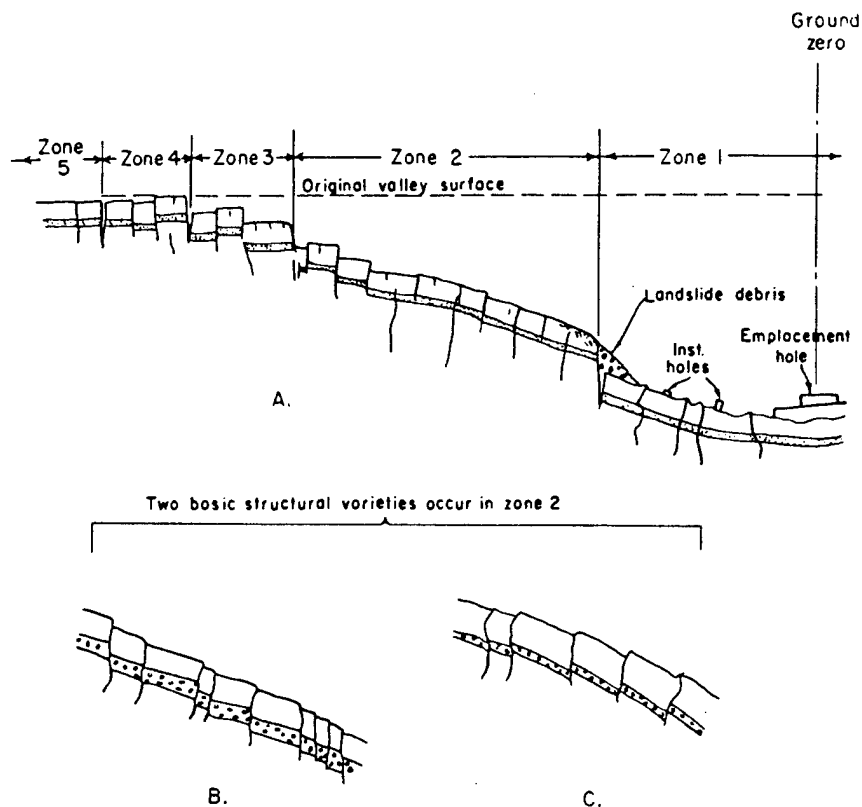 Ground
zero
Zone
5
Zone 4
Zone 3
Zone 2
Zone 1
Original valley surface
Landslide debris
Emplacement
hole
Inst.
holes
A.
Two basic structural varieties occur in zone 2
B.
C.